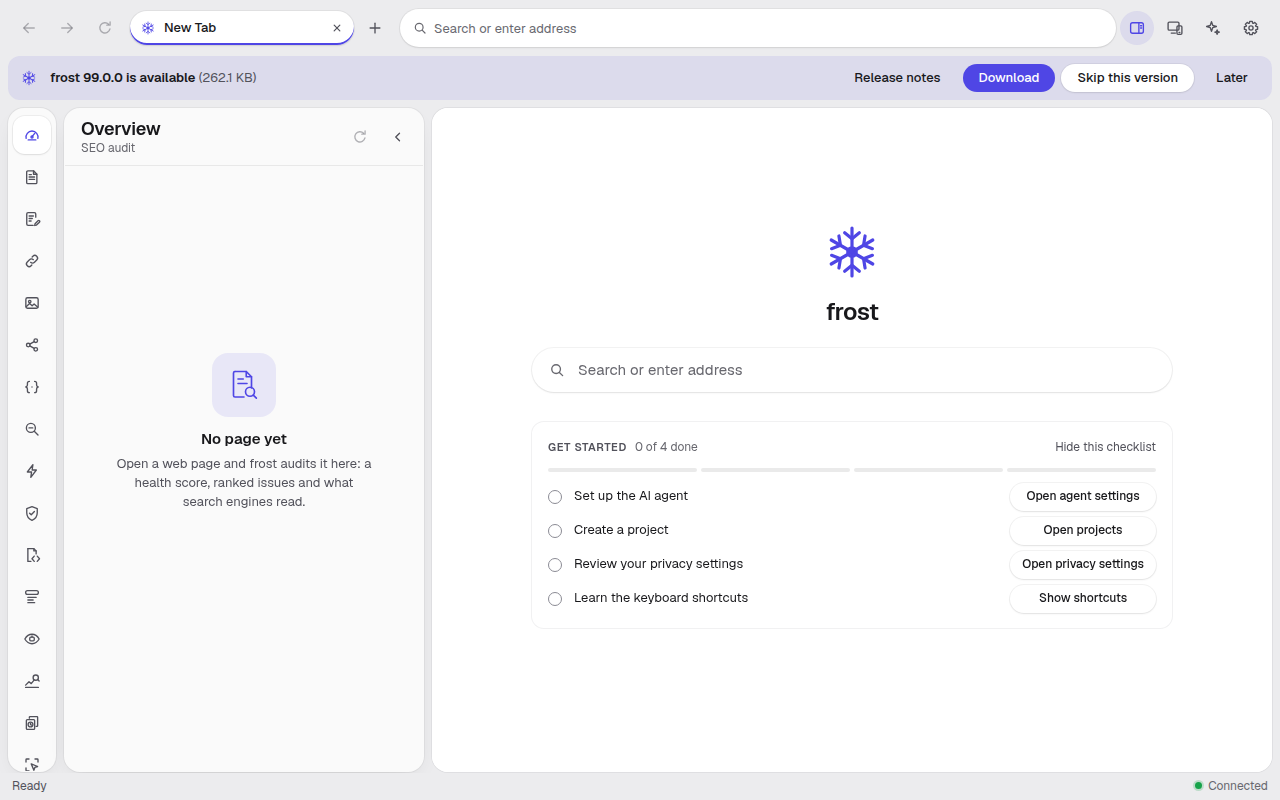 New Tab
Search or enter address
frost 99.0.0 is available (262.1 KB)
Release notes
Download
Skip this version
Later
Overview
SEO audit
No page yet
Open a web page and frost audits it here: a
health score, ranked issues and what
search engines read.
frost
Search or enter address
GET STARTED 0 of 4 done
Hide this checklist
Set up the AI agent
Open agent settings
Create a project
Open projects
Review your privacy settings
Open privacy settings
Learn the keyboard shortcuts
Show shortcuts
Ready
Connected